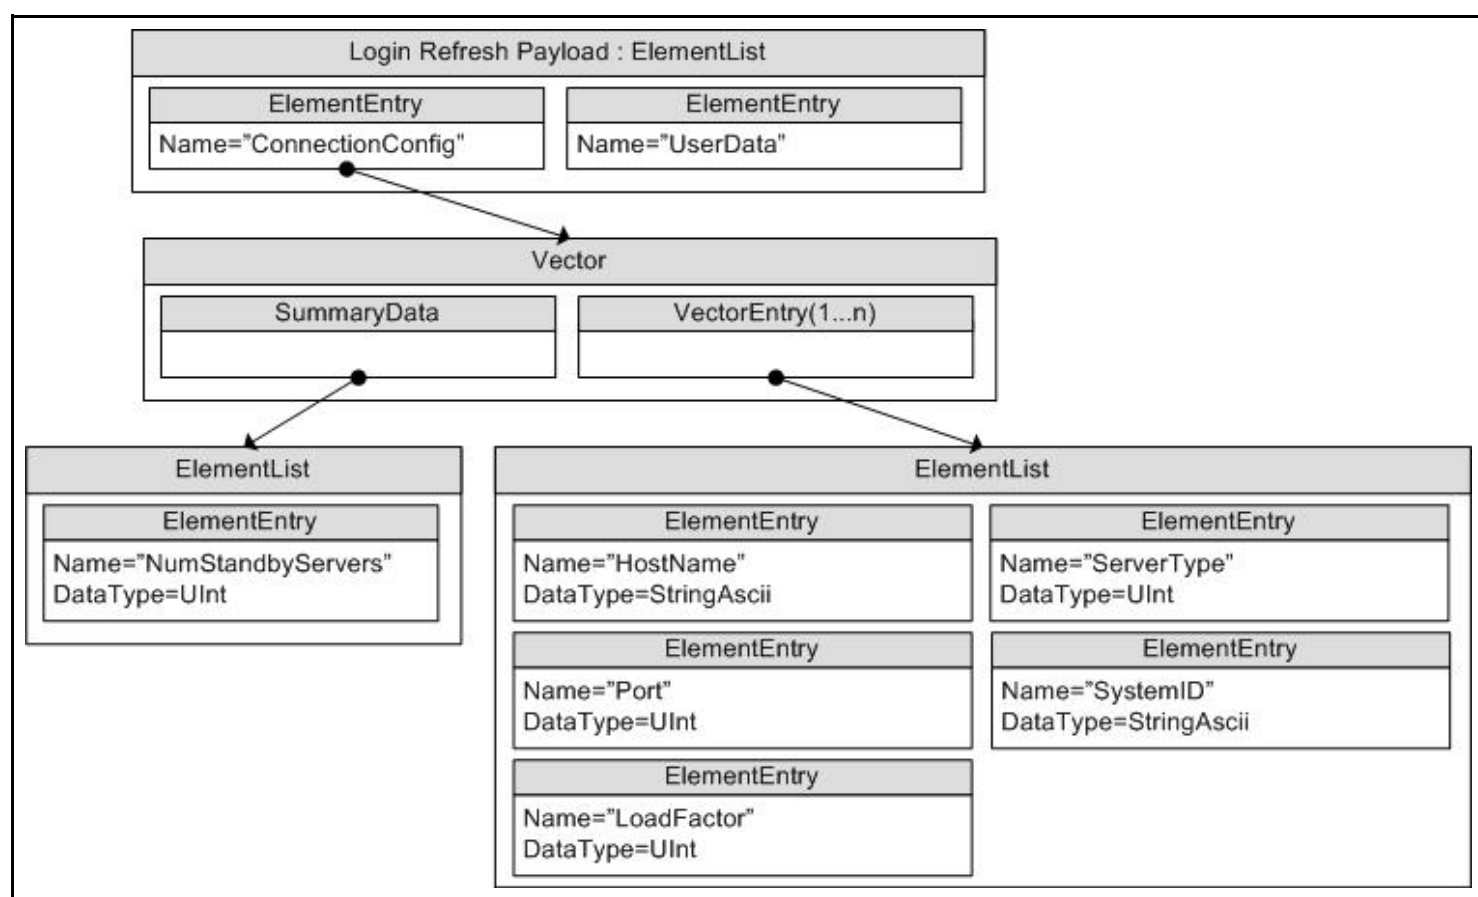 Login Refresh Payload : ElementList
ElementEntry
Name=”ConnectionConfig”
ElementEntry
Name=”UserData”
Vector
SummaryData
VectorEntry(1...n)
ElementList
ElementEntry
Name=”NumStandbyServers”
DataType=UInt
ElementList
ElementEntry
Name=”HostName”
DataType=StringAscii
ElementEntry
Name=”ServerType”
DataType=UInt
ElementEntry
Name=”Port”
DataType=UInt
ElementEntry
Name=”SystemID”
DataType=StringAscii
ElementEntry
Name=”LoadFactor”
DataType=UInt